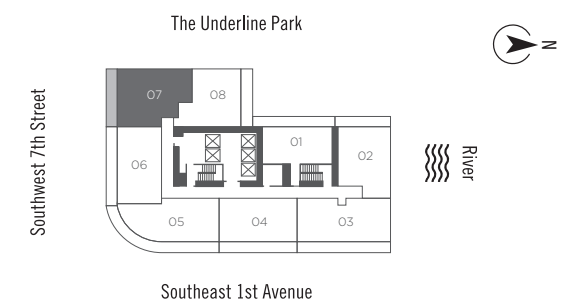 The Underline Park
N
Southwest 7th Street
07
08
01
02
06
River
05
04
03
Southeast 1st Avenue